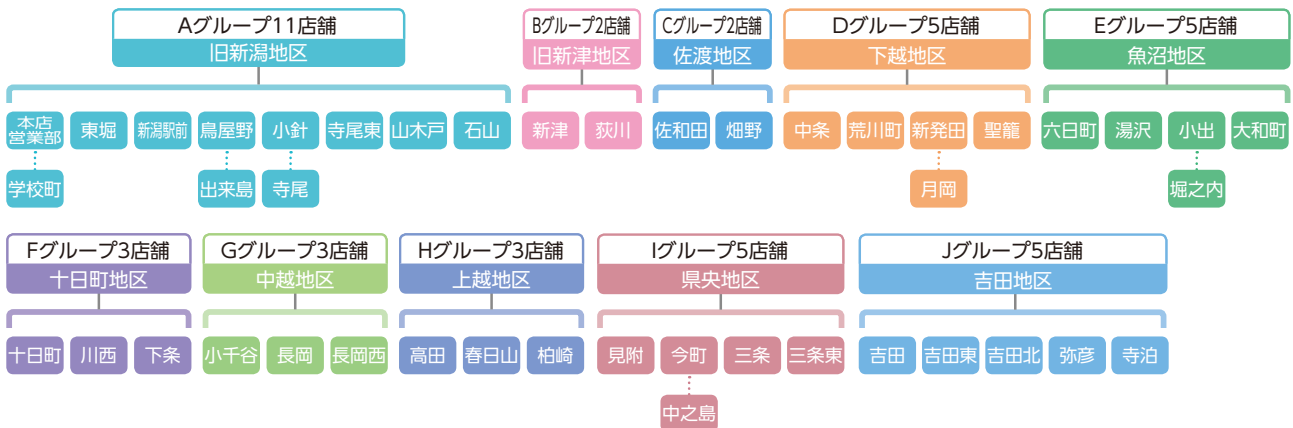 Aグループ11店舗
旧新潟地区
本店
営業部
東堀
新潟駅前
鳥屋野
小針
寺尾東
山木戸
石山
学校町
出来島
寺尾
Bグループ2店舗
旧新津地区
新津
荻川
Cグループ2店舗
佐渡地区
佐和田
畑野
Dグループ5店舗
下越地区
中条
荒川町
新発田
聖籠
月岡
Eグループ5店舗
魚沼地区
六日町
湯沢
小出
大和町
堀之内
Fグループ3店舗
十日町地区
十日町
川西
下条
Gグループ3店舗
中越地区
小千谷
長岡
長岡西
Hグループ3店舗
上越地区
高田
春日山
柏崎
Iグループ5店舗
県央地区
見附
今町
三条
三条東
中之島
Jグループ5店舗
吉田地区
吉田
吉田東
吉田北
弥彦
寺泊